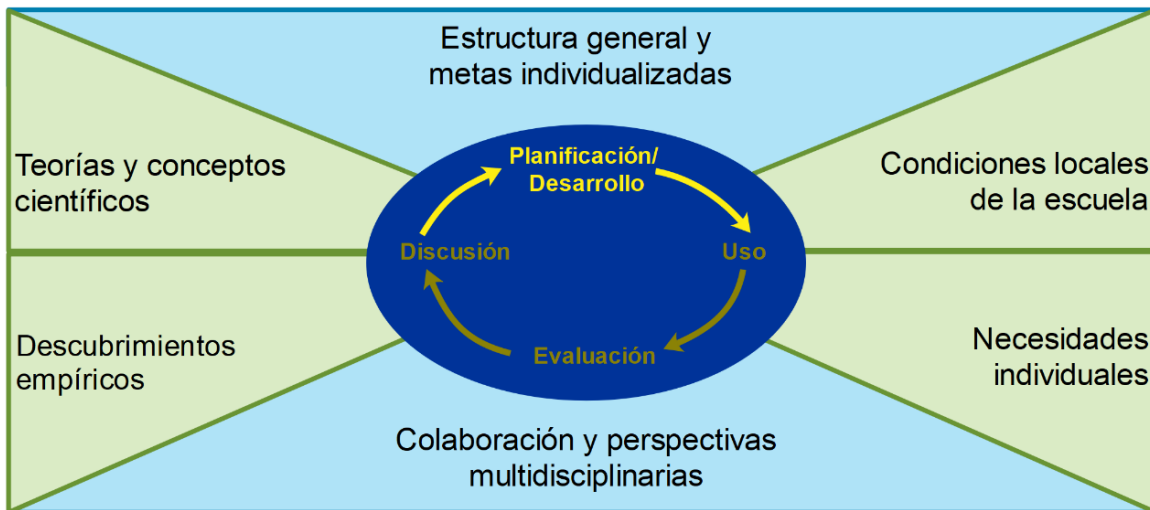 Estructura general y
metas individualizadas
Teorías y conceptos
científicos
Condiciones locales
de la escuela
Planificación/
Desarrollo
Discusión
Uso
Evaluación
Descubrimientos
empíricos
Necesidades
individuales
Colaboración y perspectivas
multidisciplinarias